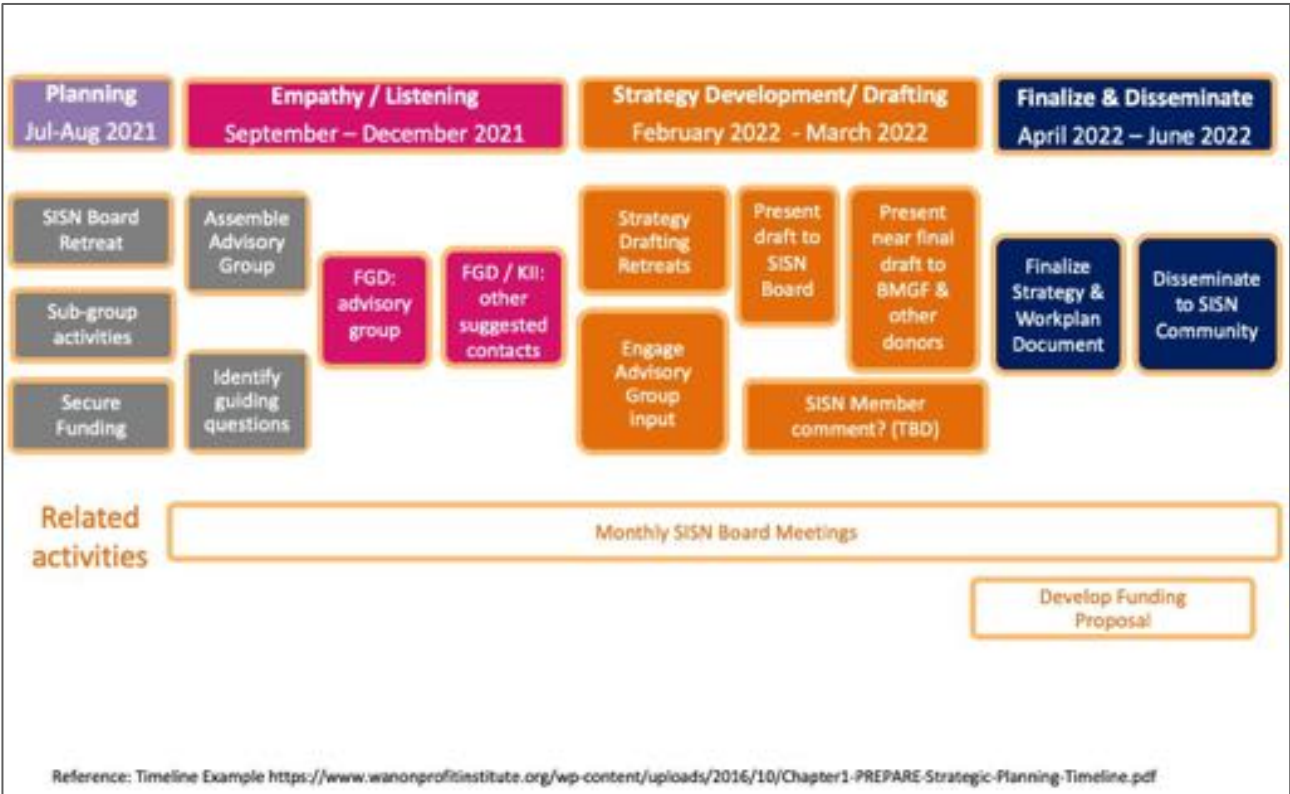 Planning
Jul-Aug 2021
Empathy / Listening
September – December 2021
Strategy Development/ Drafting
February 2022 - March 2022
Finalize & Disseminate
April 2022 – June 2022
SISN Board
Retreat
Sub-group
activities
Secure
Funding
Assemble
Advisory
Group
Identify
guiding
questions
FGD:
advisory
group
FGD / KII:
other
suggested
contacts
Strategy
Drafting
Retreats
Engage
Advisory
Group
input
Present
draft to
SISN
Board
Present
near final
draft to
BMGF &
other
donors
SISN Member
comment? (TBD)
Finalize
Strategy &
Workplan
Document
Disseminate
to SISN
Community
Related
activities
Monthly SISN Board Meetings
Develop Funding
Proposal
Reference: Timeline Example https://www.wanonprofitinstitute.org/wp-content/uploads/2016/10/Chapter1-PREPARE-Strategic-Planning-Timeline.pdf